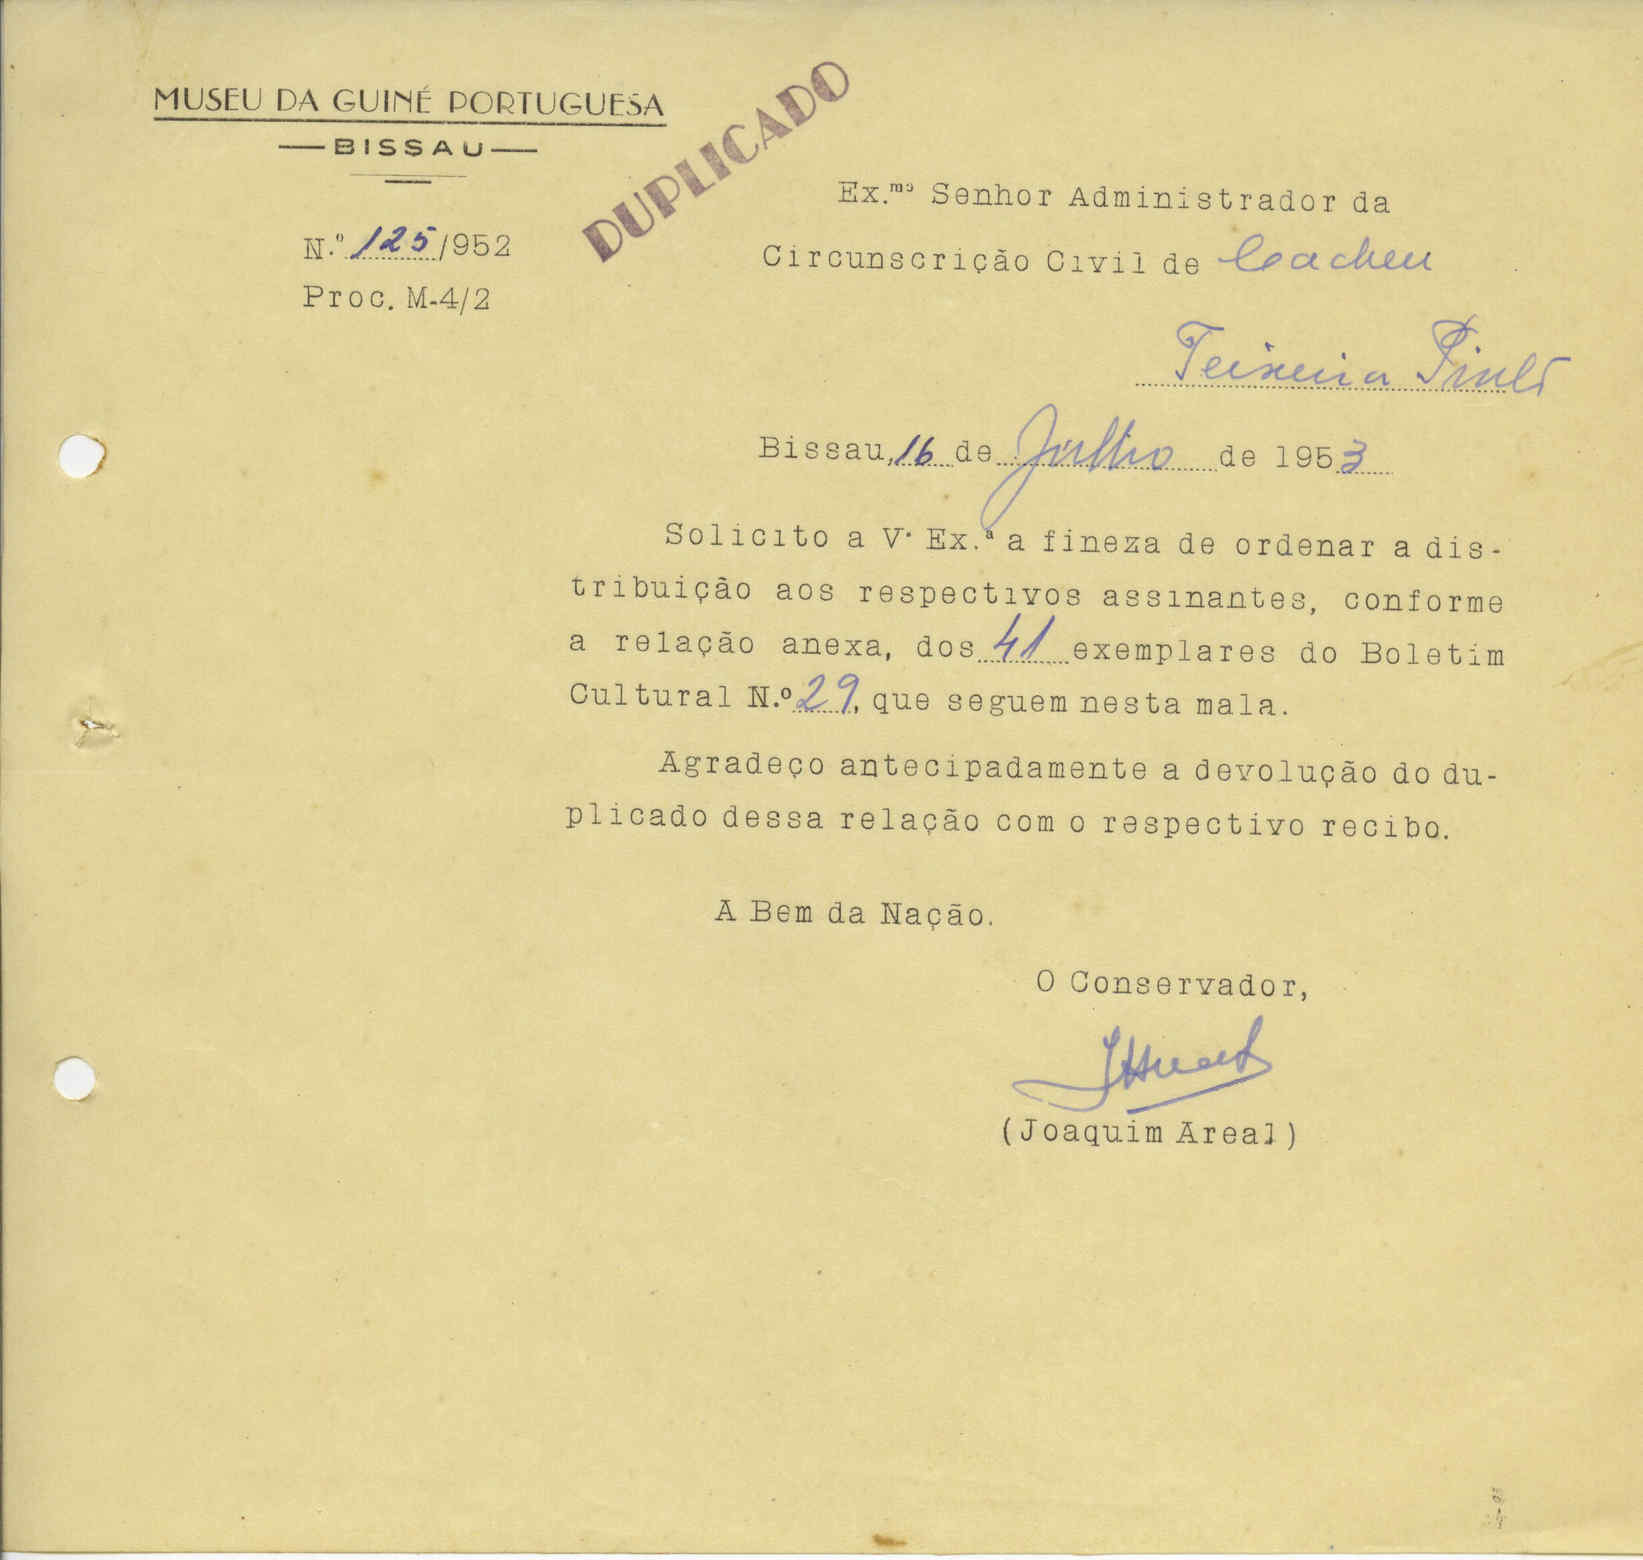 MUSEU DA GUINÉ PORTUGUESA
BISSAU
DUPLICADO
N.º 125/952
Proc. M-4/2
Ex.mo Senhor Administrador da
Circunscrição Civil de Cacheu
Teixeira Pinto
Bissau, 16 de Julho de 1953
Solicito a V. Ex.ª a fineza de ordenar a dis-
tribuição aos respectivos assinantes, conforme
a relação anexa, dos 41 exemplares do Boletim
Cultural N.º 29, que seguem nesta mala.
Agradeço antecipadamente a devolução do du-
plicado dessa relação com o respectivo recibo.
A Bem da Nação.
O Conservador,
(Joaquim Areal)